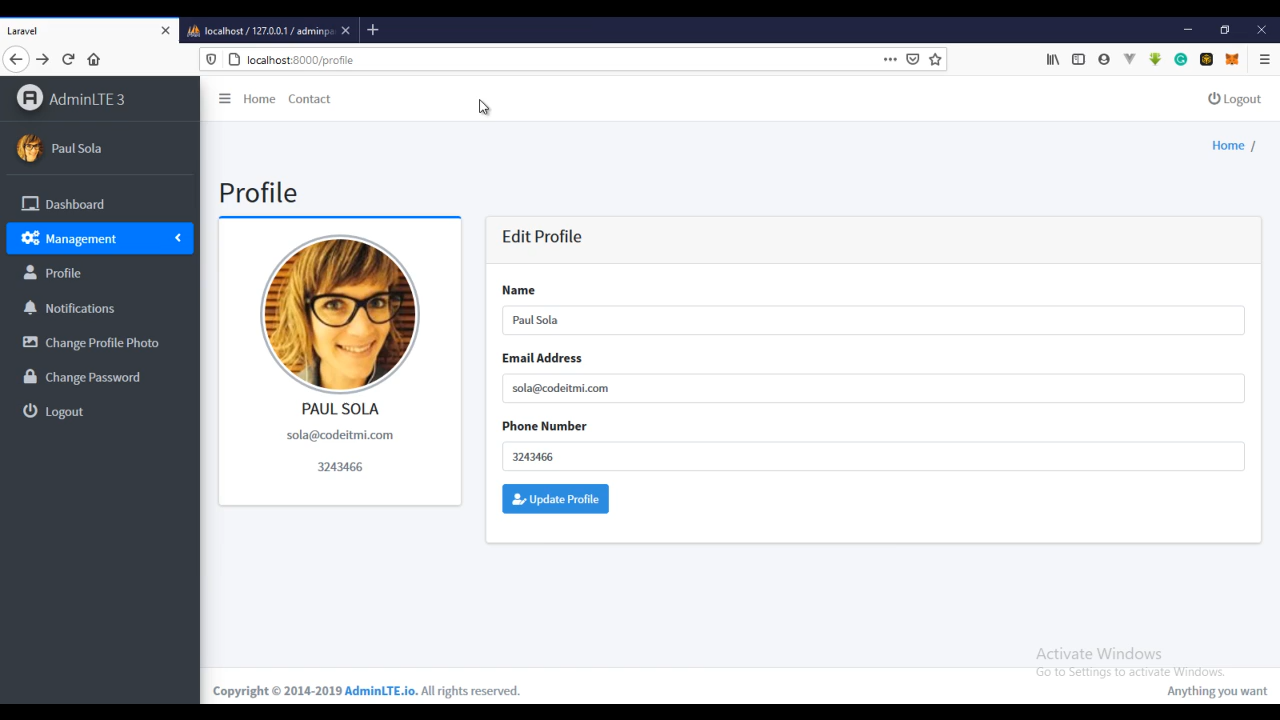 Laravel
localhost / 127.0.0.1 / adminpa
localhost:8000/profile
AdminLTE 3
Home Contact
Logout
Paul Sola
Home /
Dashboard
Management
Profile
Notifications
Change Profile Photo
Change Password
Logout
Profile
PAUL SOLA
sola@codeitmi.com
3243466
Edit Profile
Name
Paul Sola
Email Address
sola@codeitmi.com
Phone Number
3243466
Update Profile
Activate Windows
Go to Settings to activate Windows.
Copyright © 2014-2019 AdminLTE.io. All rights reserved.
Anything you want